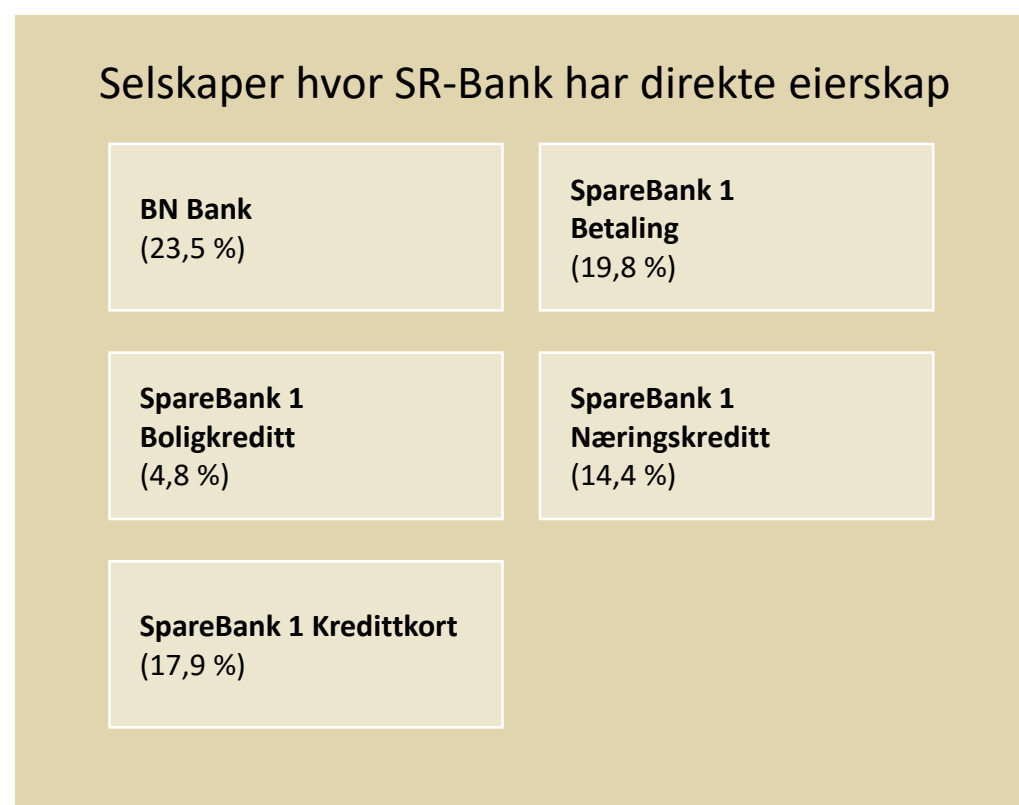 Selskaper hvor SR-Bank har direkte eierskap
BN Bank
(23,5 %)
SpareBank 1
Betaling
(19,8 %)
SpareBank 1
Boligkreditt
(4,8 %)
SpareBank 1
Næringskreditt
(14,4 %)
SpareBank 1 Kredittkort
(17,9 %)